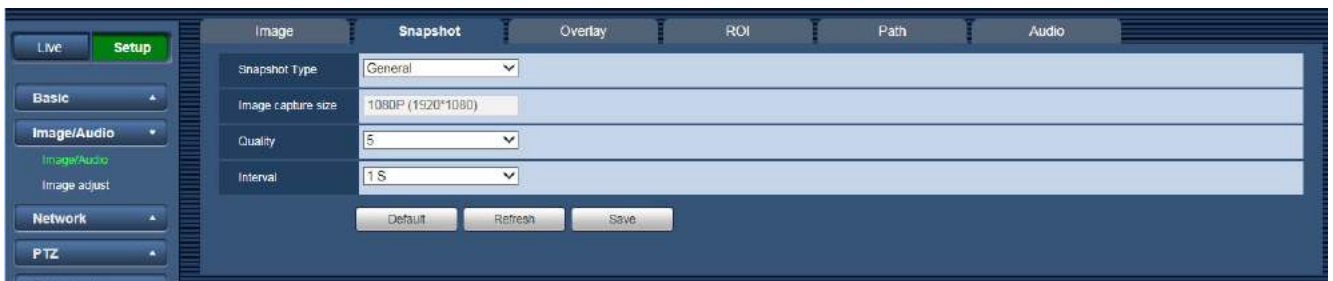 Live Setup
Basic
Image/Audio
Image/Audio
Image adjust
Network
PTZ
Image Snapshot Overlay ROI Path Audio
Snapshot Type General
Image capture size 1080P (1920*1080)
Quality 5
Interval 1 S
Default Refresh Save